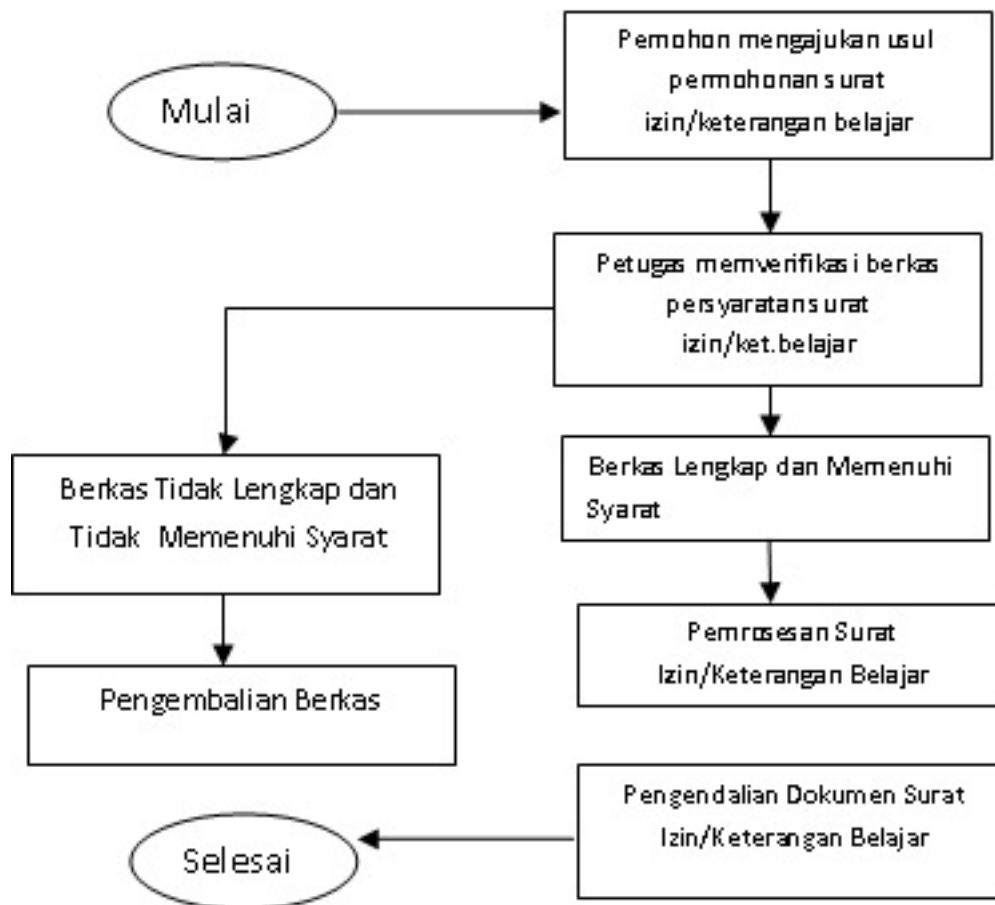 Mulai
Pemohon mengajukan usul
permohonan surat
izin/keterangan belajar
Petugas memverifikasi berkas
persyaratan surat
izin/ket.belajar
Berkas Tidak Lengkap dan
Tidak Memenuhi Syarat
Berkas Lengkap dan Memenuhi
Syarat
Pengembalian Berkas
Pemrosesan Surat
Izin/Keterangan Belajar
Pengendalian Dokumen Surat
Izin/Keterangan Belajar
Selesai